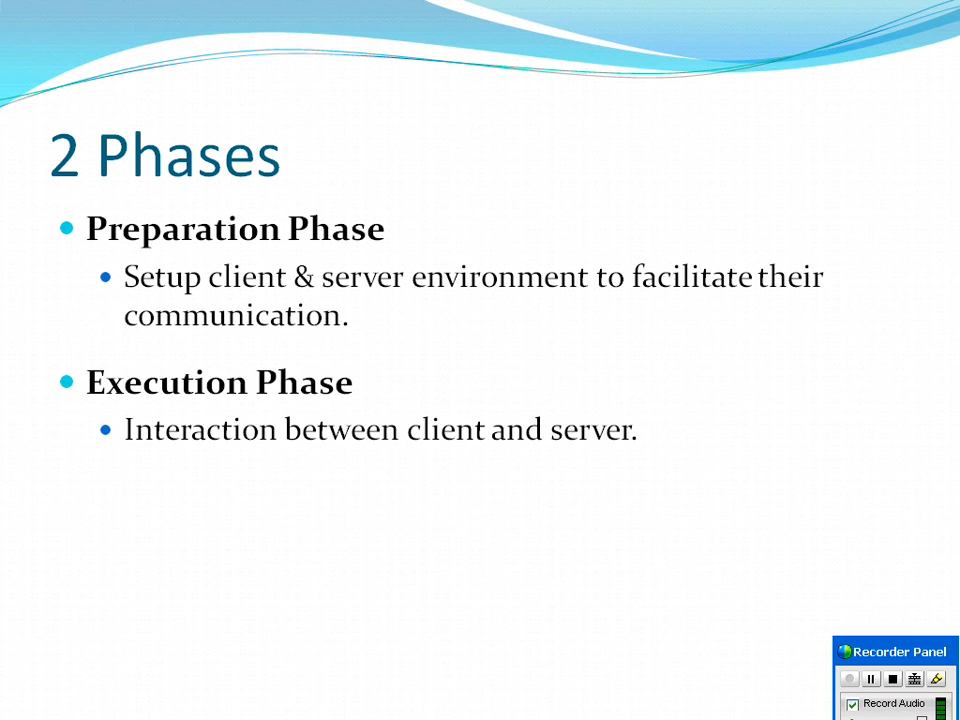 2 Phases
Preparation Phase
Setup client & server environment to facilitate their
communication.
Execution Phase
Interaction between client and server.
Recorder Panel
Record Audio